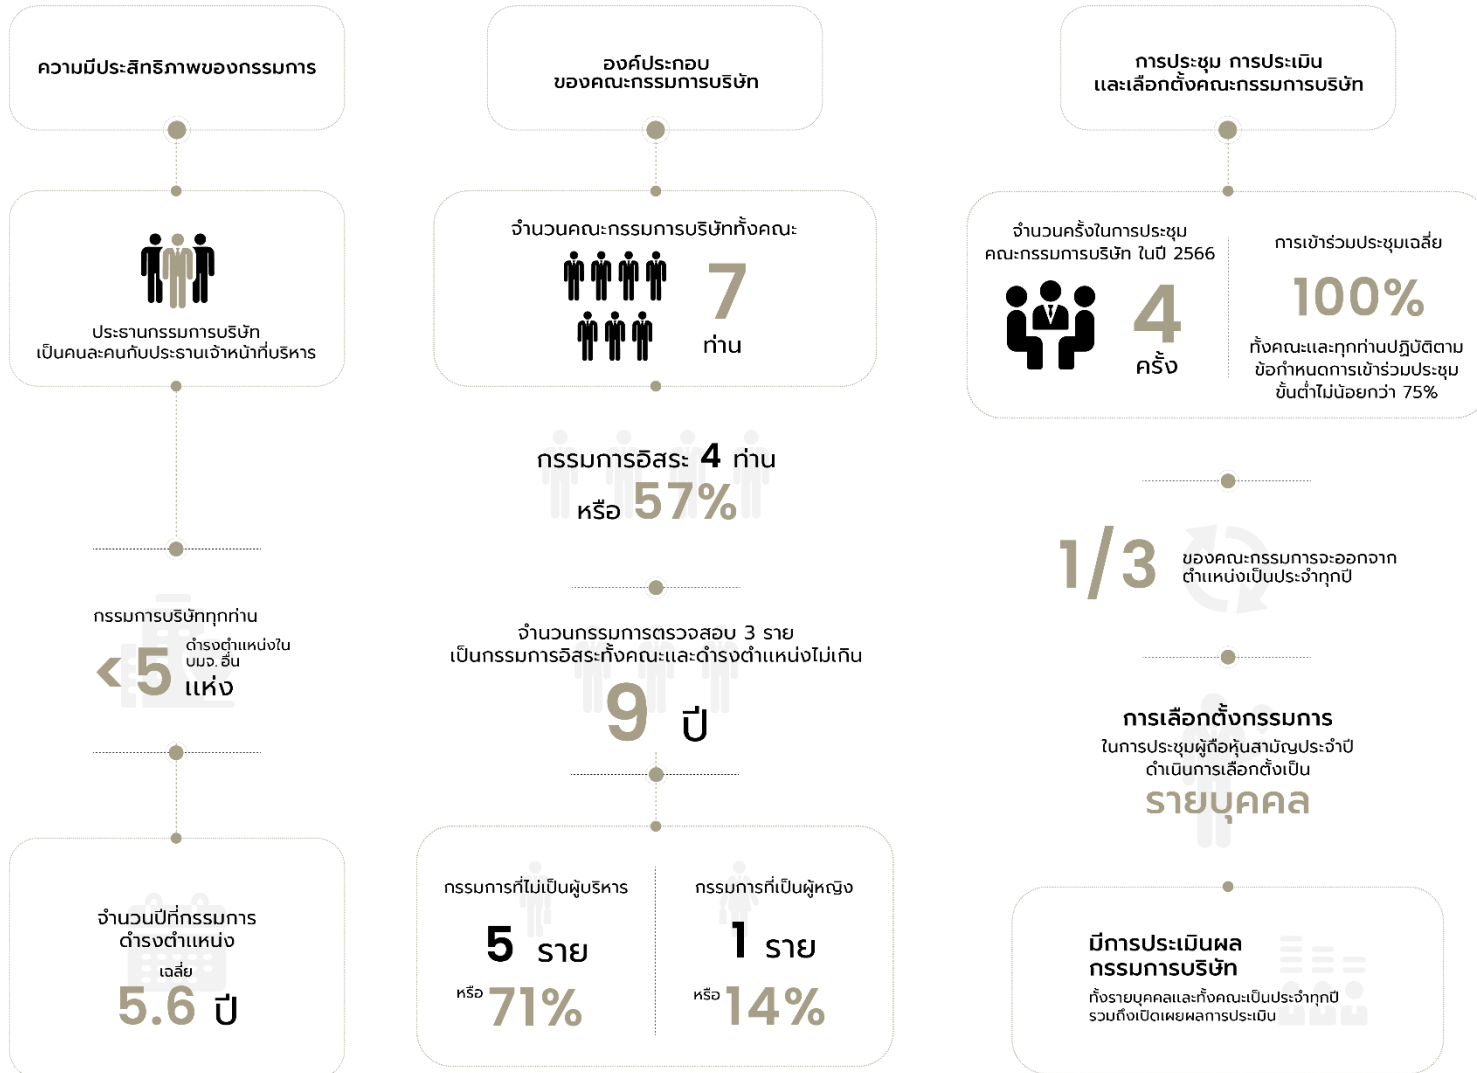 ความมีประสิทธิภาพของกรรมการ
ประธานกรรมการบริษัท
เป็นคนละคนกับประธานเจ้าหน้าที่บริหาร
กรรมการบริษัททุกท่าน
< 5 ดำรงตำแหน่งใน
บมจ. อื่น
แห่ง
จำนวนปีที่กรรมการ
ดำรงตำแหน่ง
เฉลี่ย
5.6 ปี
องค์ประกอบ
ของคณะกรรมการบริษัท
จำนวนคณะกรรมการบริษัททั้งคณะ
7
ท่าน
กรรมการอิสระ 4 ท่าน
หรือ 57%
จำนวนกรรมการตรวจสอบ 3 ราย
เป็นกรรมการอิสระทั้งคณะและดำรงตำแหน่งไม่เกิน
9 ปี
กรรมการที่ไม่เป็นผู้บริหาร
5 ราย
หรือ 71%
กรรมการที่เป็นผู้หญิง
1 ราย
หรือ 14%
การประชุม การประเมิน
และเลือกตั้งคณะกรรมการบริษัท
จำนวนครั้งในการประชุม
คณะกรรมการบริษัท ในปี 2566
4
ครั้ง
การเข้าร่วมประชุมเฉลี่ย
100%
ทั้งคณะและทุกท่านปฏิบัติตาม
ข้อกำหนดการเข้าร่วมประชุม
ขั้นต่ำไม่น้อยกว่า 75%
1/3 ของคณะกรรมการจะออกจาก
ตำแหน่งเป็นประจำทุกปี
การเลือกตั้งกรรมการ
ในการประชุมผู้ถือหุ้นสามัญประจำปี
ดำเนินการเลือกตั้งเป็น
รายบุคคล
มีการประเมินผล
กรรมการบริษัท
ทั้งรายบุคคลและทั้งคณะเป็นประจำทุกปี
รวมถึงเปิดเผยผลการประเมิน